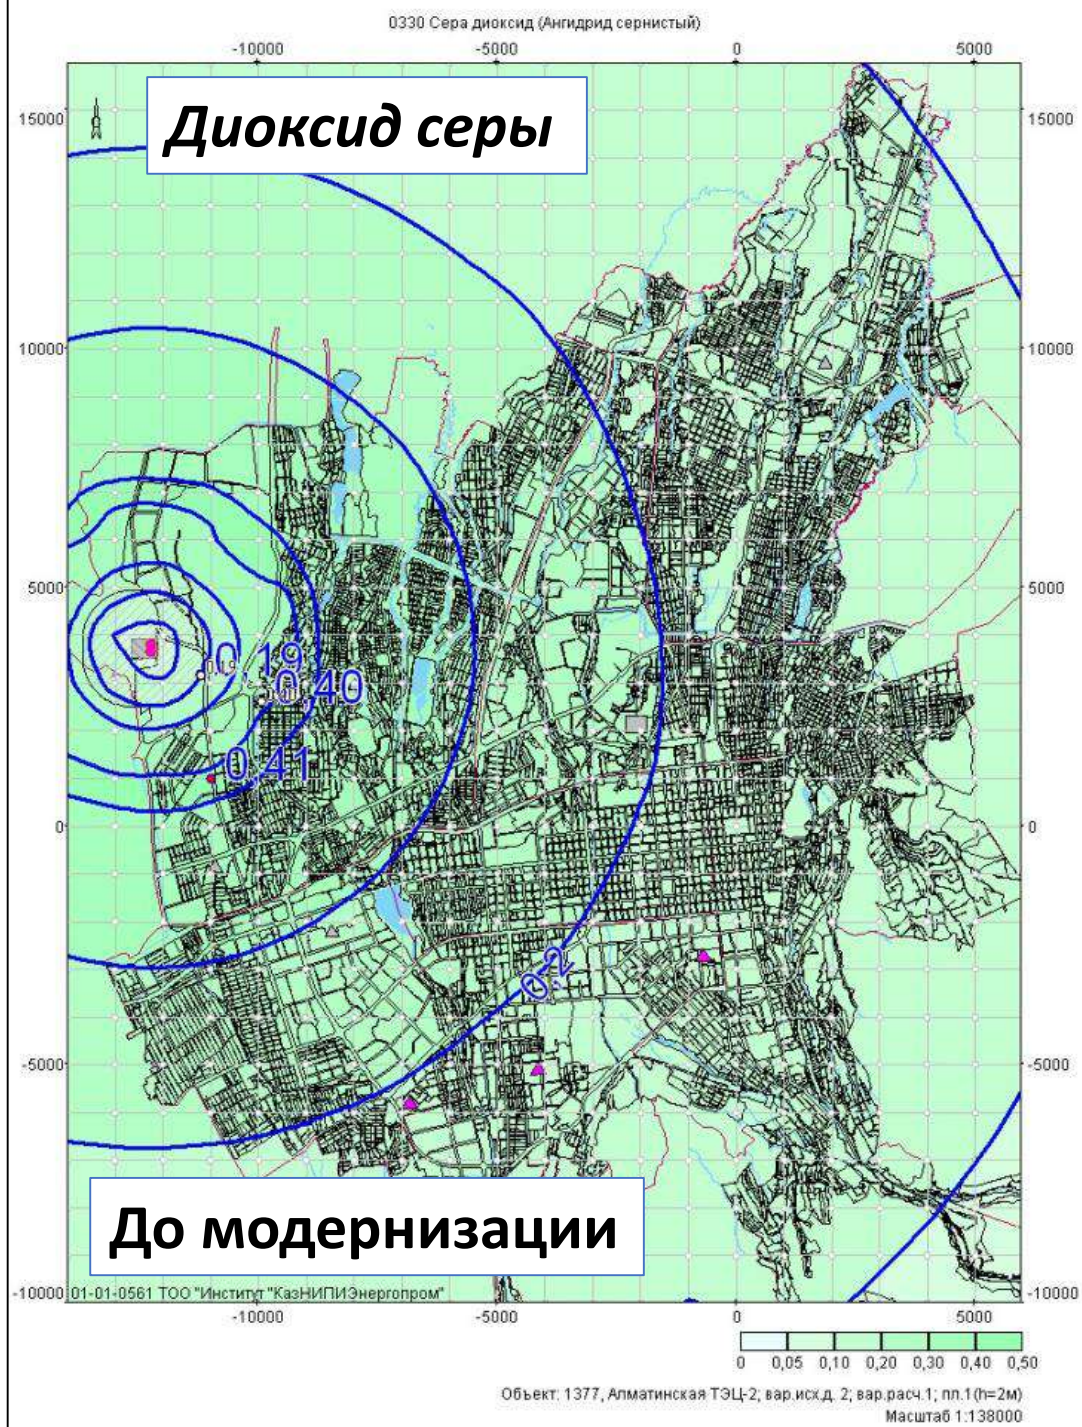 0330 Сера диоксид (Ангидрид сернистый)
-10000 -5000 0 5000
15000 15000
Диоксид серы
10000 10000
5000 5000
0,19
0,40
0,41
0 0
0,2
-5000 -5000
До модернизации
-10000 01-01-0561 ТОО "Институт "КазНИПИЭнергопром" -10000
-10000 -5000 0 5000
0 0,05 0,10 0,20 0,30 0,40 0,50
Объект: 1377, Алматинская ТЭЦ-2; вар.исх.д. 2; вар.расч.1; пл.1(h=2м)
Масштаб 1:138000